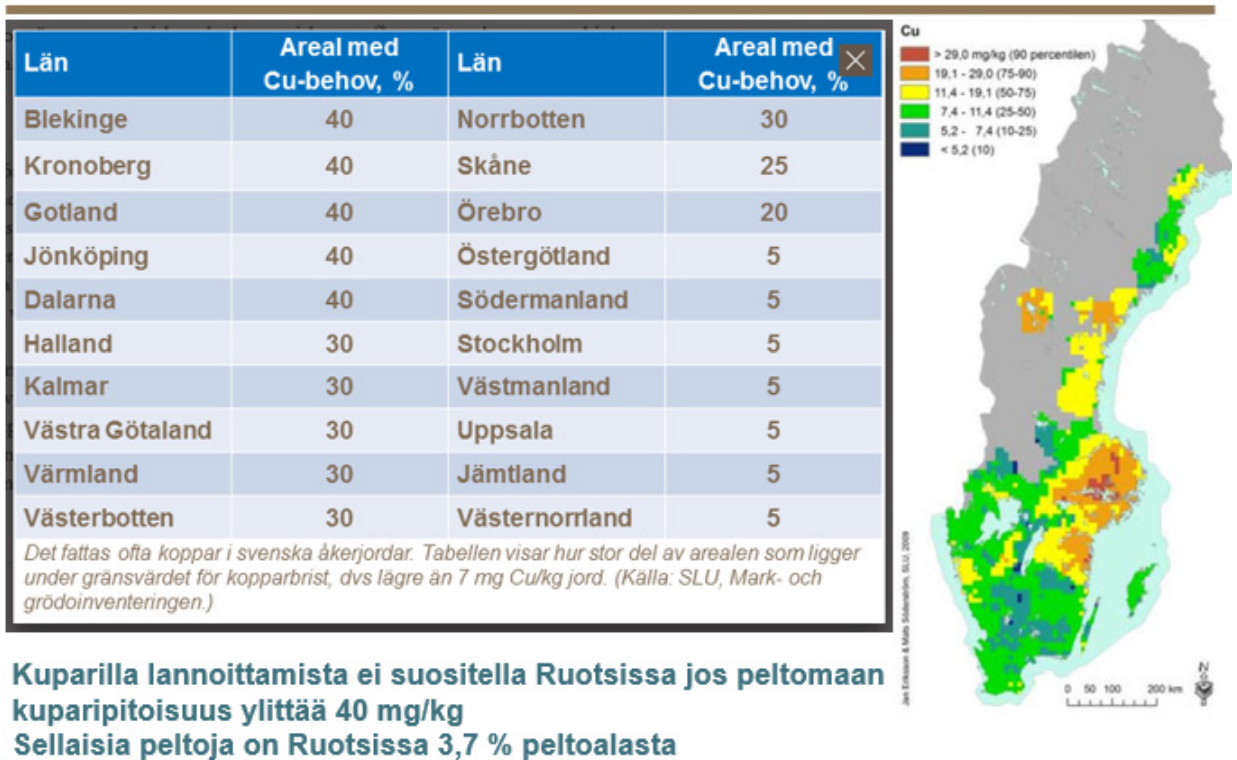 Län Areal med Cu-behov, % Län Areal med Cu-behov, %
Blekinge 40 Norrbotten 30
Kronoberg 40 Skåne 25
Gotland 40 Örebro 20
Jönköping 40 Östergötland 5
Dalarna 40 Södermanland 5
Halland 30 Stockholm 5
Kalmar 30 Västmanland 5
Västra Götaland 30 Uppsala 5
Värmland 30 Jämtland 5
Västerbotten 30 Västernorrland 5
Det fattas ofta koppar i svenska åkerjordar. Tabellen visar hur stor del av arealen som ligger
under gränsvärdet för kopparbrist, dvs lägre än 7 mg Cu/kg jord. (Källa: SLU, Mark- och
grödoinventeringen.)
Cu
> 29,0 mg/kg (90 percentilen)
19,1 - 29,0 (75-90)
11,4 - 19,1 (50-75)
7,4 - 11,4 (25-50)
5,2 - 7,4 (10-25)
< 5,2 (10)
Jan Eriksson & Mats Söderström, SLU, 2009
0 50 100 200 km
Kuparilla lannoittamista ei suositella Ruotsissa jos peltomaan
kuparipitoisuus ylittää 40 mg/kg
Sellaisia peltoja on Ruotsissa 3,7 % peltoalasta